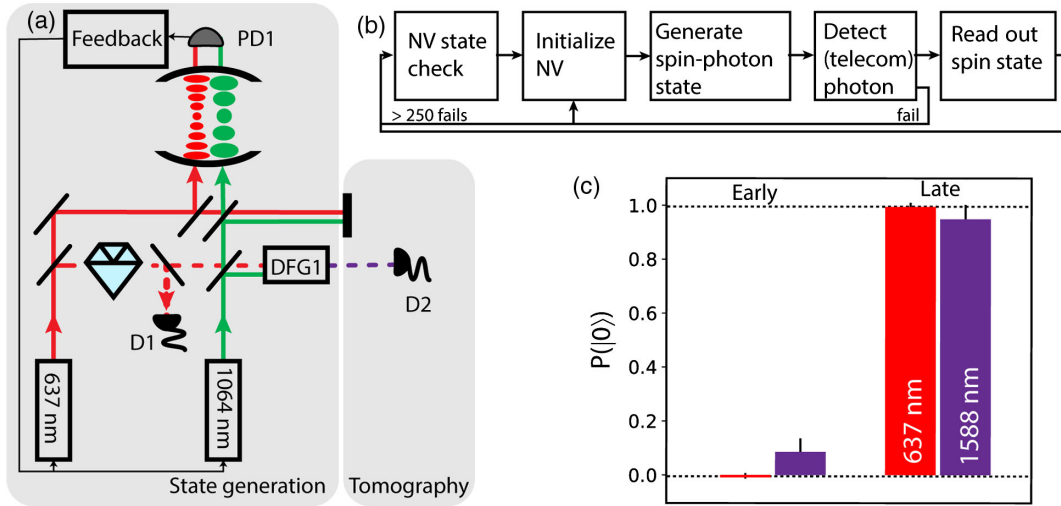 (a)
Feedback
PD1
DFG1
D1
D2
637 nm
1064 nm
State generation
Tomography
(b)
NV state
check
Initialize
NV
Generate
spin-photon
state
Detect
(telecom)
photon
Read out
spin state
> 250 fails
fail
(c)
Early
Late
P(|0⟩)
1.0
0.8
0.6
0.4
0.2
0.0
637 nm
1588 nm